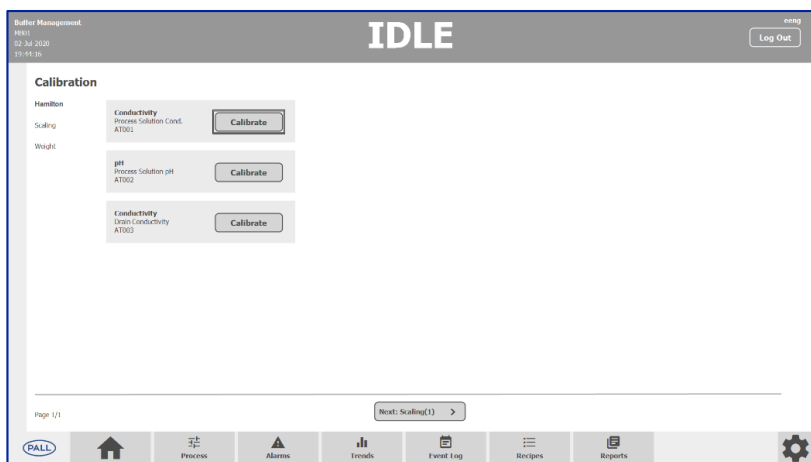 Buffer Management
MB01
02 Jul 2020
19:44:16
IDLE
eeng
Log Out
Calibration
Hamilton
Scaling
Weight
Conductivity
Process Solution Cond.
AT001
Calibrate
pH
Process Solution pH
AT002
Calibrate
Conductivity
Drain Conductivity
AT003
Calibrate
Page 1/1
Next: Scaling(1) >
PALL
Process
Alarms
Trends
Event Log
Recipes
Reports